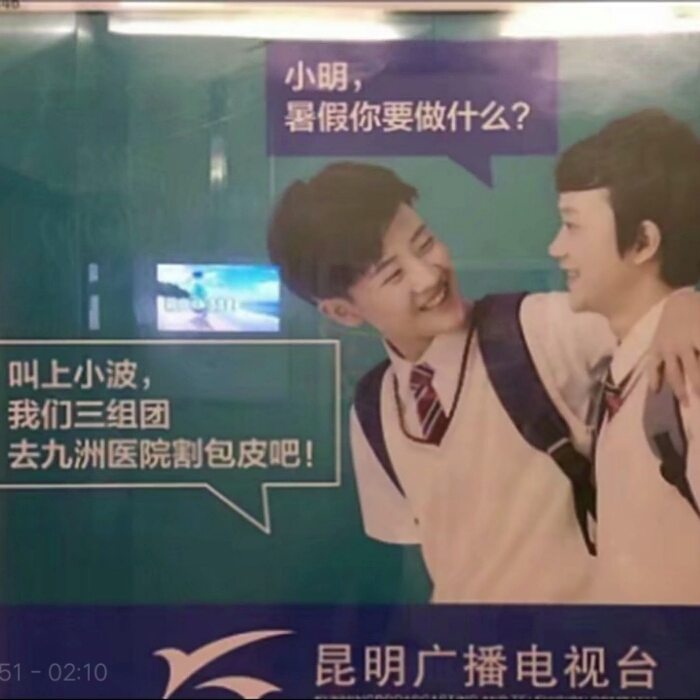 小明，
暑假你要做什么？
叫上小波，
我们三组团
去九洲医院割包皮吧！
昆明广播电视台
51 - 02:10